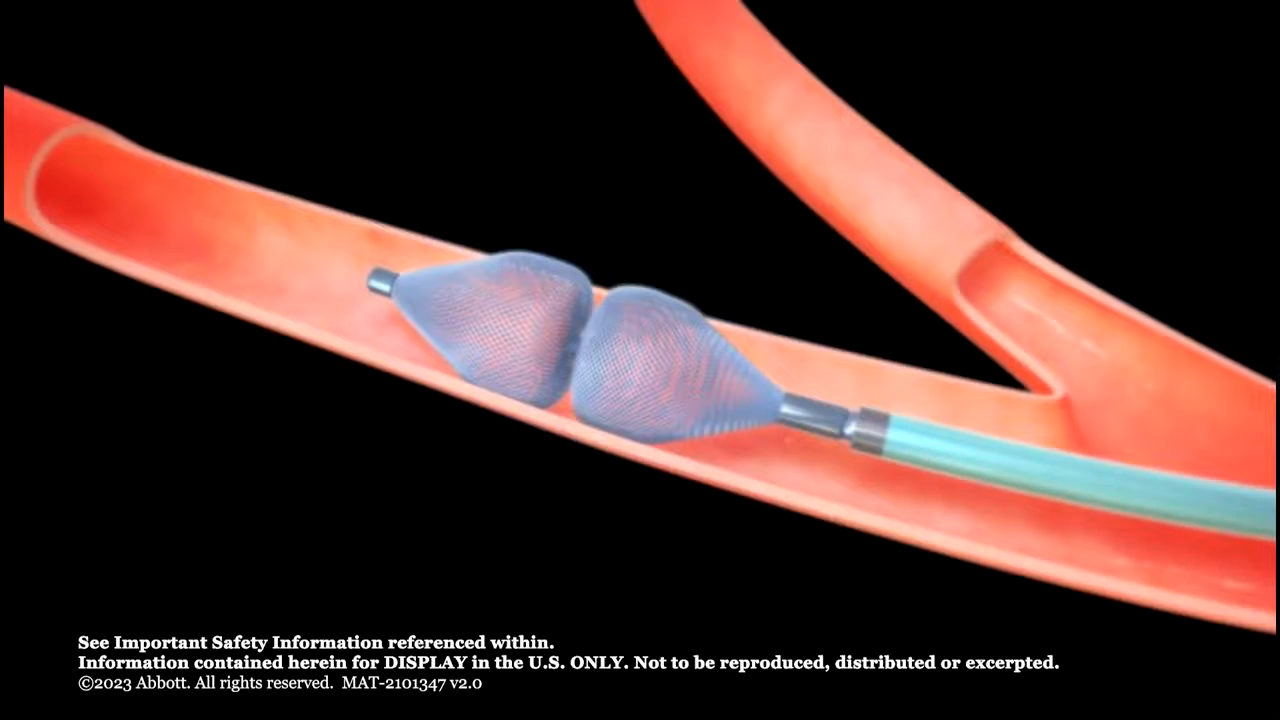 See Important Safety Information referenced within.
Information contained herein for DISPLAY in the U.S. ONLY. Not to be reproduced, distributed or excerpted.
©2023 Abbott. All rights reserved. MAT-2101347 v2.0